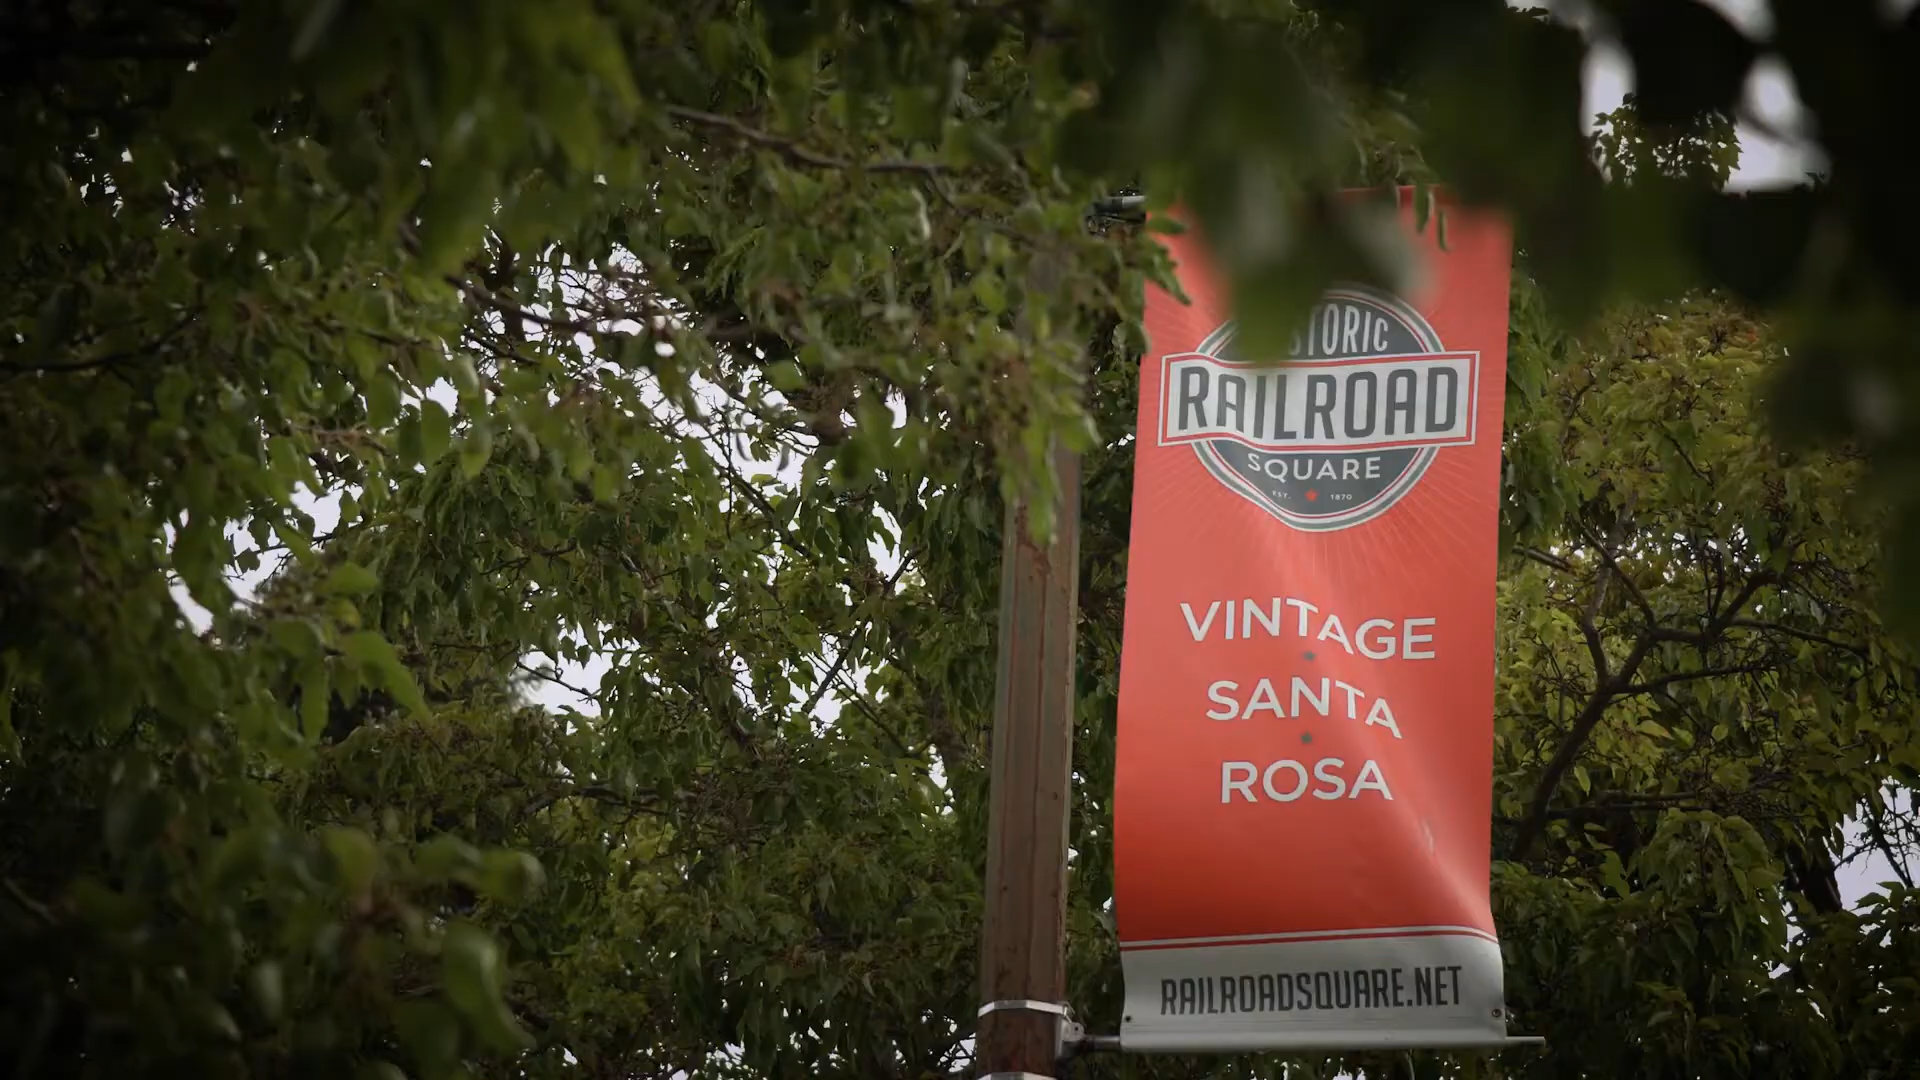 STORIC
RAILROAD
SQUARE
EST. 1870
VINTAGE
SANTA
ROSA
RAILROADSQUARE.NET